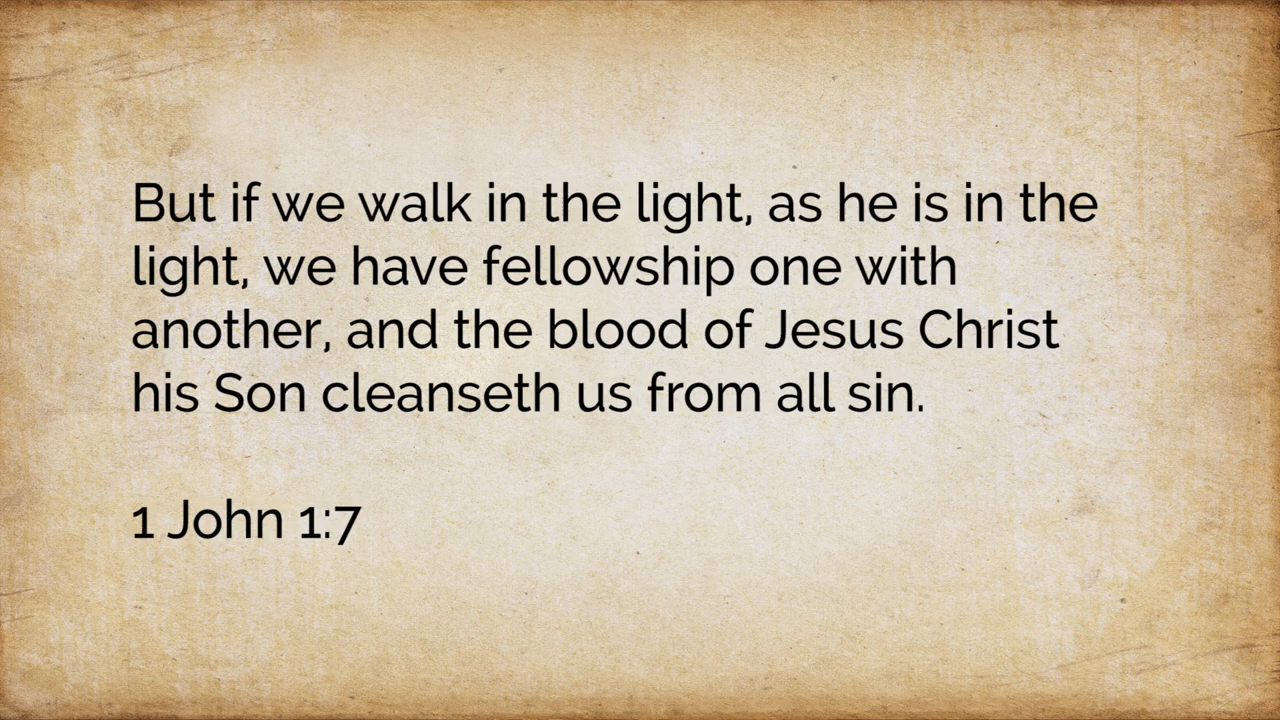 But if we walk in the light, as he is in the
light, we have fellowship one with
another, and the blood of Jesus Christ
his Son cleanseth us from all sin.
1 John 1:7